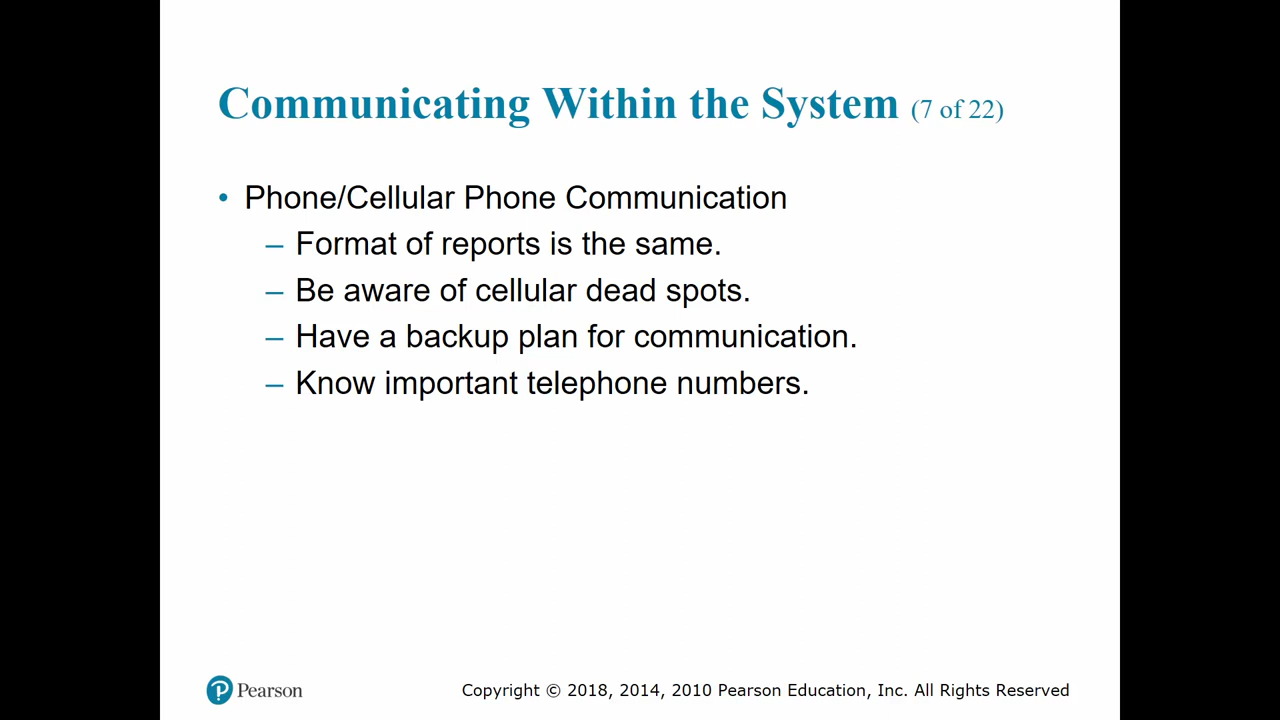 Communicating Within the System (7 of 22)
• Phone/Cellular Phone Communication
– Format of reports is the same.
– Be aware of cellular dead spots.
– Have a backup plan for communication.
– Know important telephone numbers.
P Pearson
Copyright © 2018, 2014, 2010 Pearson Education, Inc. All Rights Reserved